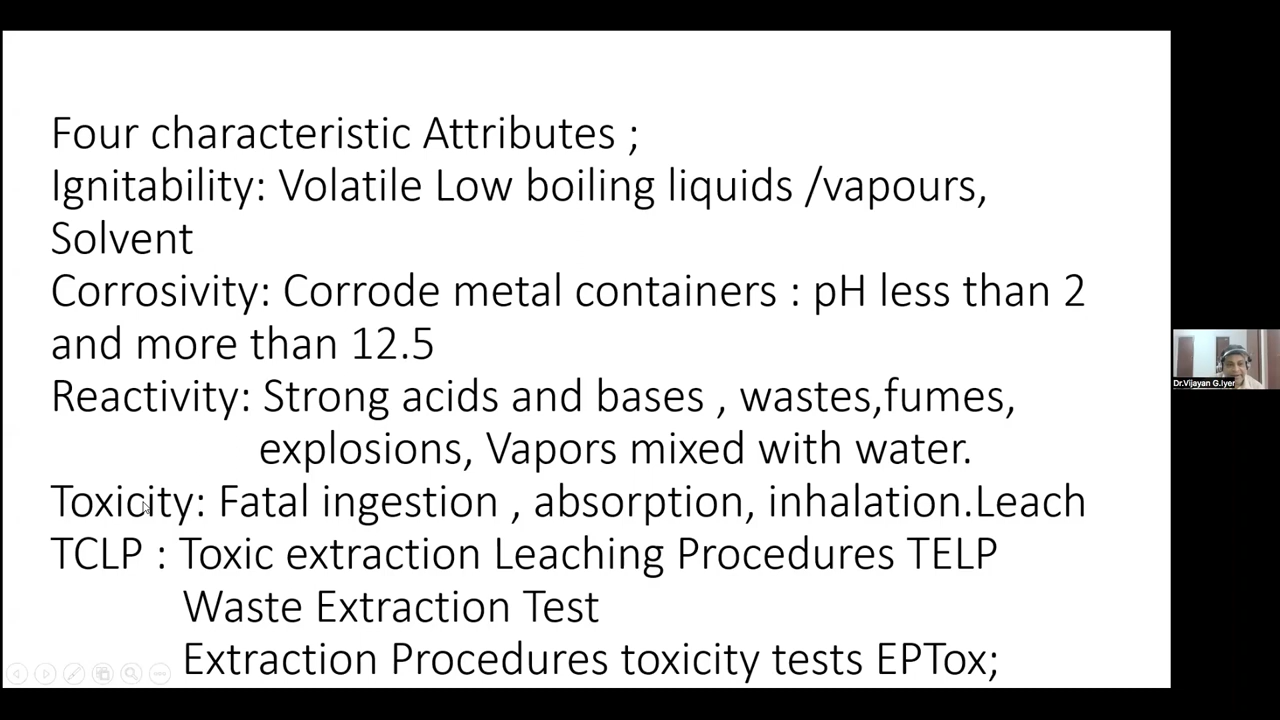 Four characteristic Attributes ;
Ignitability: Volatile Low boiling liquids /vapours,
Solvent
Corrosivity: Corrode metal containers : pH less than 2
and more than 12.5
Reactivity: Strong acids and bases , wastes,fumes,
explosions, Vapors mixed with water.
Toxicity: Fatal ingestion , absorption, inhalation.Leach
TCLP : Toxic extraction Leaching Procedures TELP
Waste Extraction Test
Extraction Procedures toxicity tests EPTox;
Dr.Vijayan G.Iyer